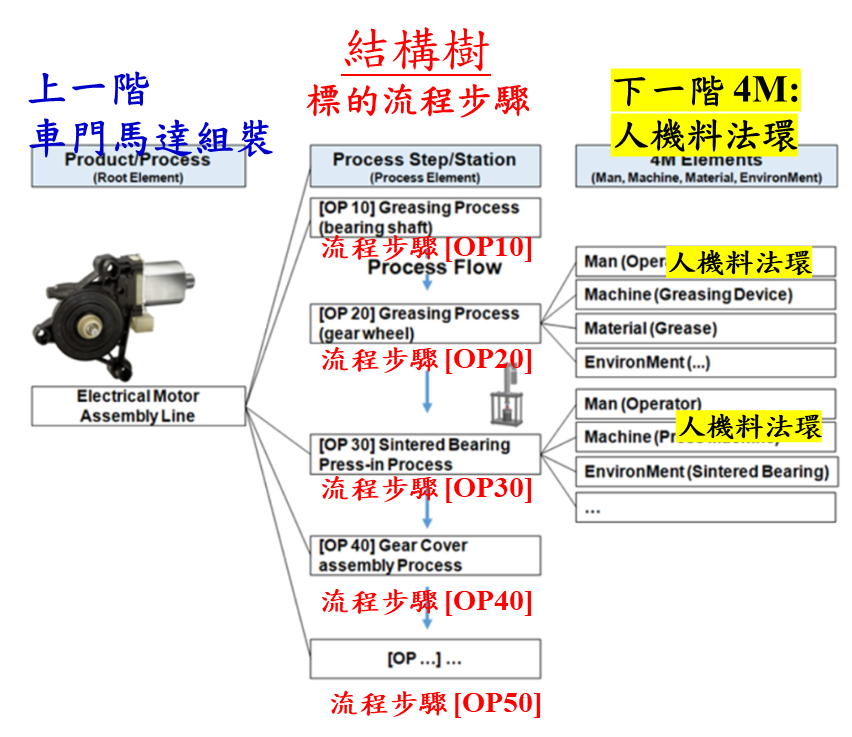 結構樹
標的流程步驟
上一階
車門馬達組裝
下一階 4M:
人機料法環
Product/Process
(Root Element)
Process Step/Station
(Process Element)
4M Elements
(Man, Machine, Material, EnvironMent)
[OP 10] Greasing Process
(bearing shaft)
流程步驟 [OP10]
Process Flow
Man (Oper
人機料法環
Machine (Greasing Device)
Material (Grease)
EnvironMent (...)
[OP 20] Greasing Process
(gear wheel)
流程步驟 [OP20]
Electrical Motor
Assembly Line
Man (Operator)
人機料法環
Machine
EnvironMent (Sintered Bearing)
...
[OP 30] Sintered Bearing
Press-in Process
流程步驟 [OP30]
[OP 40] Gear Cover
assembly Process
流程步驟 [OP40]
[OP ...] ...
流程步驟 [OP50]